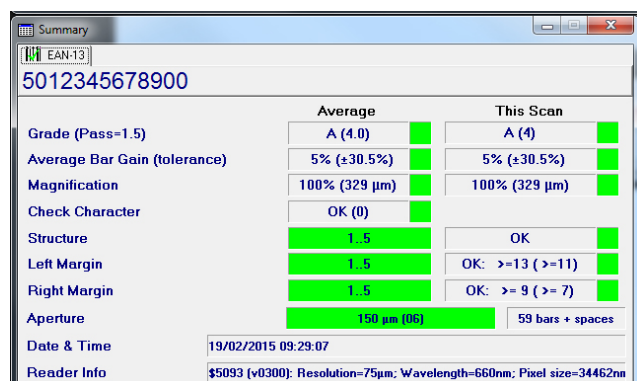 Summary
EAN-13
5012345678900
Average This Scan
Grade (Pass=1.5) A (4.0) A (4)
Average Bar Gain (tolerance) 5% (±30.5%) 5% (±30.5%)
Magnification 100% (329 µm) 100% (329 µm)
Check Character OK (0)
Structure 1..5 OK
Left Margin 1..5 OK: >=13 ( >=11)
Right Margin 1..5 OK: >= 9 ( >= 7)
Aperture 150 µm (06) 59 bars + spaces
Date & Time 19/02/2015 09:29:07
Reader Info $5093 (v0300): Resolution=75µm; Wavelength=660nm; Pixel size=34462nm